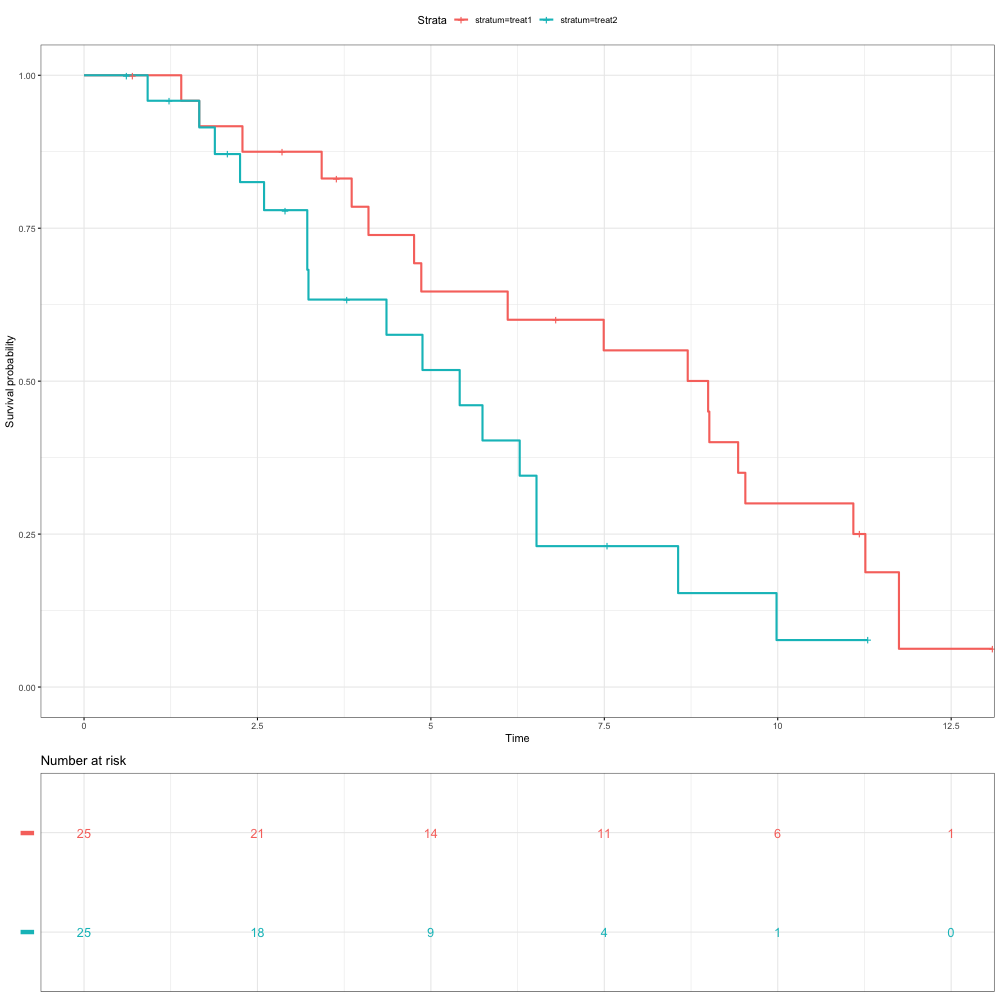 Strata stratum=treat1 stratum=treat2
1.00
0.75
0.50
0.25
0.00
Survival probability
0 2.5 5 7.5 10 12.5
Time
Number at risk
25 21 14 11 6 1
25 18 9 4 1 0